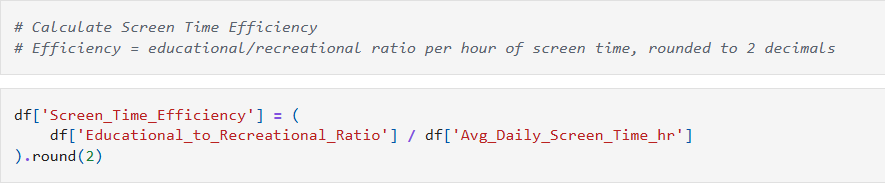 # Calculate Screen Time Efficiency
# Efficiency = educational/recreational ratio per hour of screen time, rounded to 2 decimals
df['Screen_Time_Efficiency'] = (
    df['Educational_to_Recreational_Ratio'] / df['Avg_Daily_Screen_Time_hr']
).round(2)